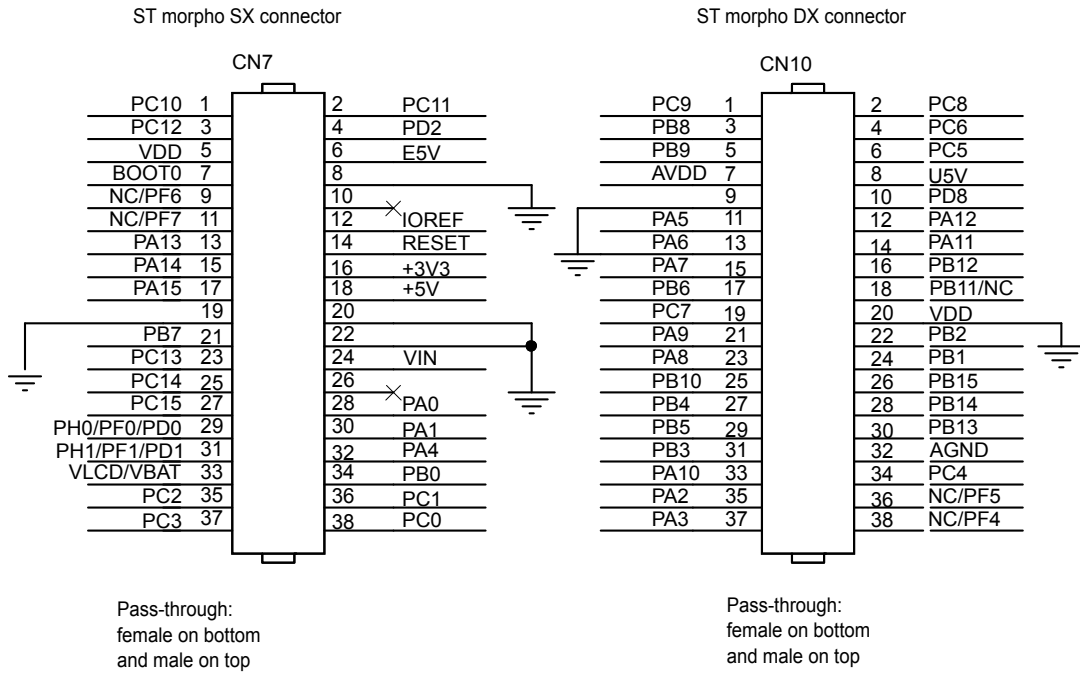 ST morpho SX connector
CN7
PC10 1 2 PC11
PC12 3 4 PD2
VDD 5 6 E5V
BOOT0 7 8
NC/PF6 9 10
NC/PF7 11 12 IOREF
PA13 13 14 RESET
PA14 15 16 +3V3
PA15 17 18 +5V
19 20
PB7 21 22
PC13 23 24 VIN
PC14 25 26
PC15 27 28 PA0
PH0/PF0/PD0 29 30 PA1
PH1/PF1/PD1 31 32 PA4
VLCD/VBAT 33 34 PB0
PC2 35 36 PC1
PC3 37 38 PC0
Pass-through:
female on bottom
and male on top
ST morpho DX connector
CN10
PC9 1 2 PC8
PB8 3 4 PC6
PB9 5 6 PC5
AVDD 7 8 U5V
9 10 PD8
PA5 11 12 PA12
PA6 13 14 PA11
PA7 15 16 PB12
PB6 17 18 PB11/NC
PC7 19 20 VDD
PA9 21 22 PB2
PA8 23 24 PB1
PB10 25 26 PB15
PB4 27 28 PB14
PB5 29 30 PB13
PB3 31 32 AGND
PA10 33 34 PC4
PA2 35 36 NC/PF5
PA3 37 38 NC/PF4
Pass-through:
female on bottom
and male on top